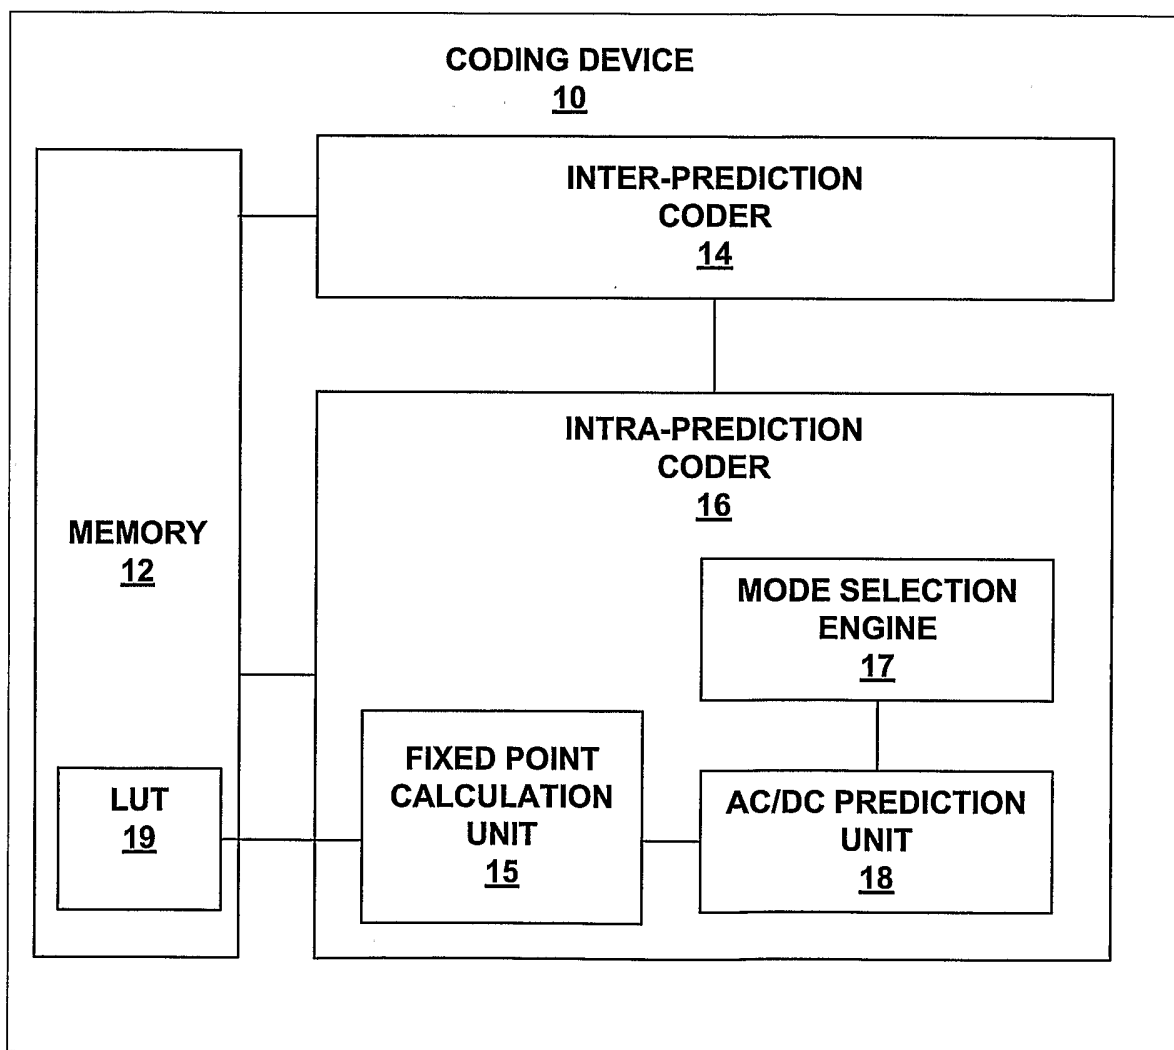 CODING DEVICE
10
INTER-PREDICTION
CODER
14
INTRA-PREDICTION
CODER
16
MEMORY
12
MODE SELECTION
ENGINE
17
FIXED POINT
CALCULATION
UNIT
15
AC/DC PREDICTION
UNIT
18
LUT
19